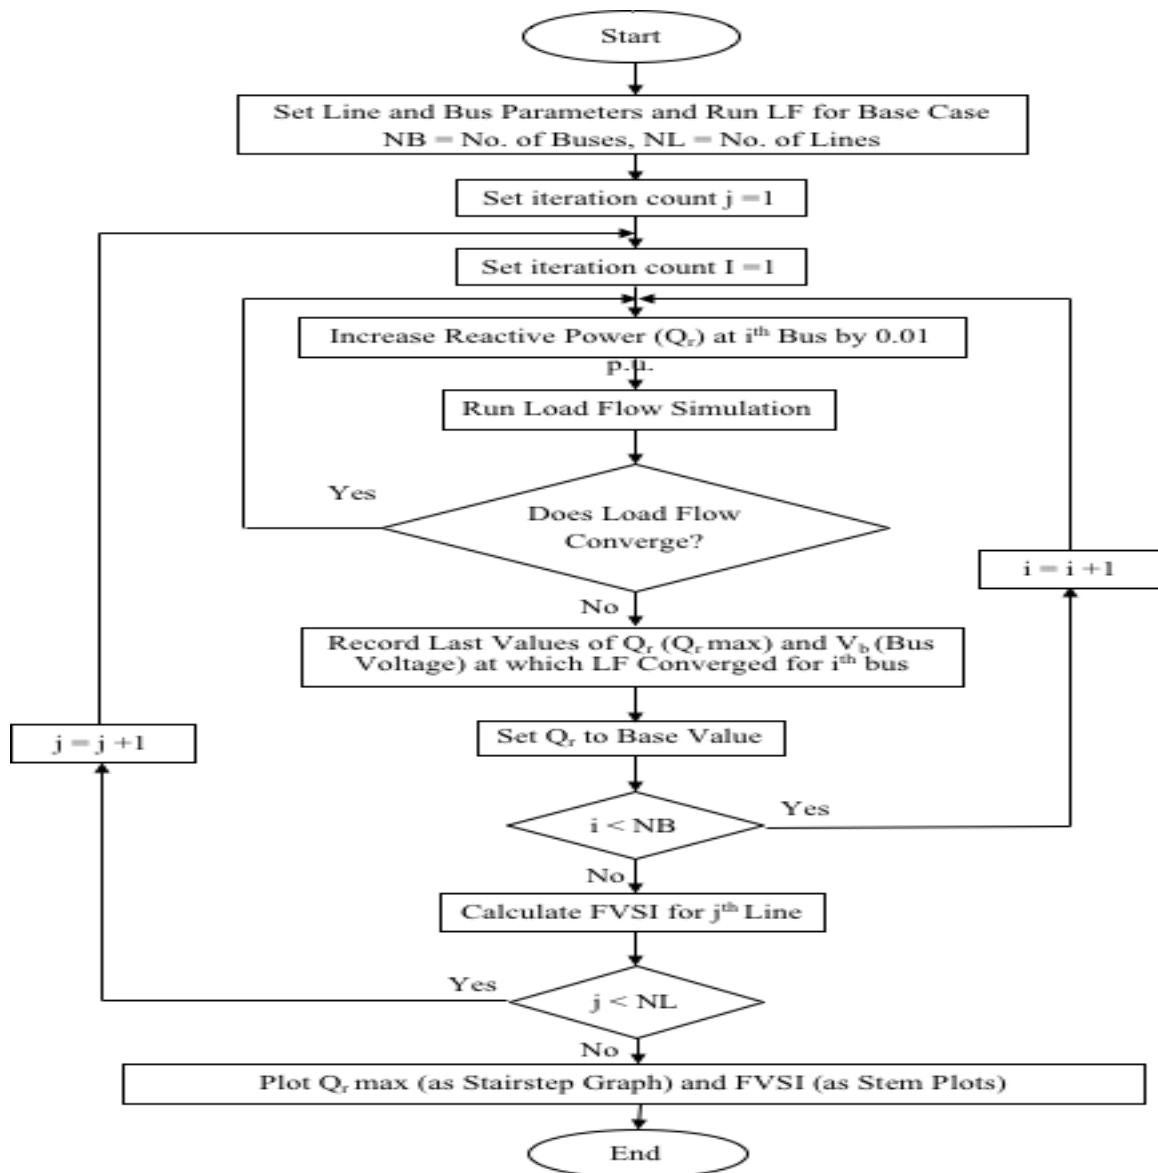 Start
Set Line and Bus Parameters and Run LF for Base Case
NB = No. of Buses, NL = No. of Lines
Set iteration count j =1
Set iteration count I =1
Increase Reactive Power (Qr) at ith Bus by 0.01
p.u.
Run Load Flow Simulation
Yes
Does Load Flow
Converge?
i = i +1
No
Record Last Values of Qr (Qr max) and Vb (Bus
Voltage) at which LF Converged for ith bus
j = j +1
Set Qr to Base Value
Yes
i < NB
No
Calculate FVSI for jth Line
Yes
j < NL
No
Plot Qr max (as Stairstep Graph) and FVSI (as Stem Plots)
End